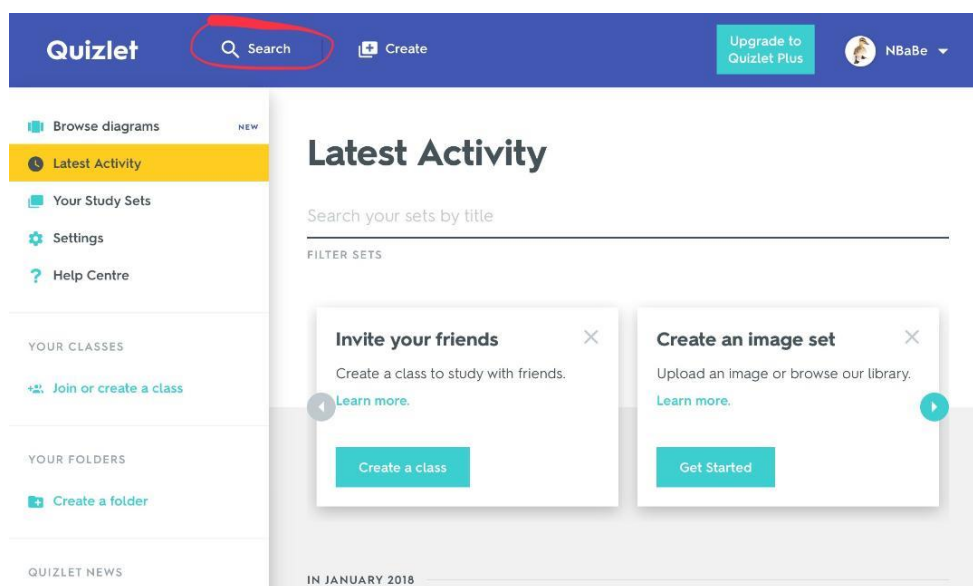 Quizlet
Search
Create
Upgrade to
Quizlet Plus
NBaBe
Browse diagrams NEW
Latest Activity
Your Study Sets
Settings
Help Centre
YOUR CLASSES
Join or create a class
YOUR FOLDERS
Create a folder
QUIZLET NEWS
Latest Activity
Search your sets by title
FILTER SETS
Invite your friends
Create a class to study with friends.
Learn more.
Create a class
Create an image set
Upload an image or browse our library.
Learn more.
Get Started
IN JANUARY 2018